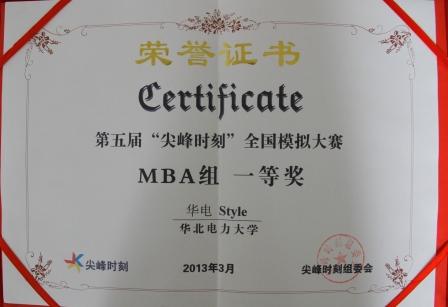 荣誉证书
Certificate
第五届“尖峰时刻”全国模拟大赛
MBA组 一等奖
华电 Style
华北电力大学
尖峰时刻 2013年3月 尖峰时刻组委会